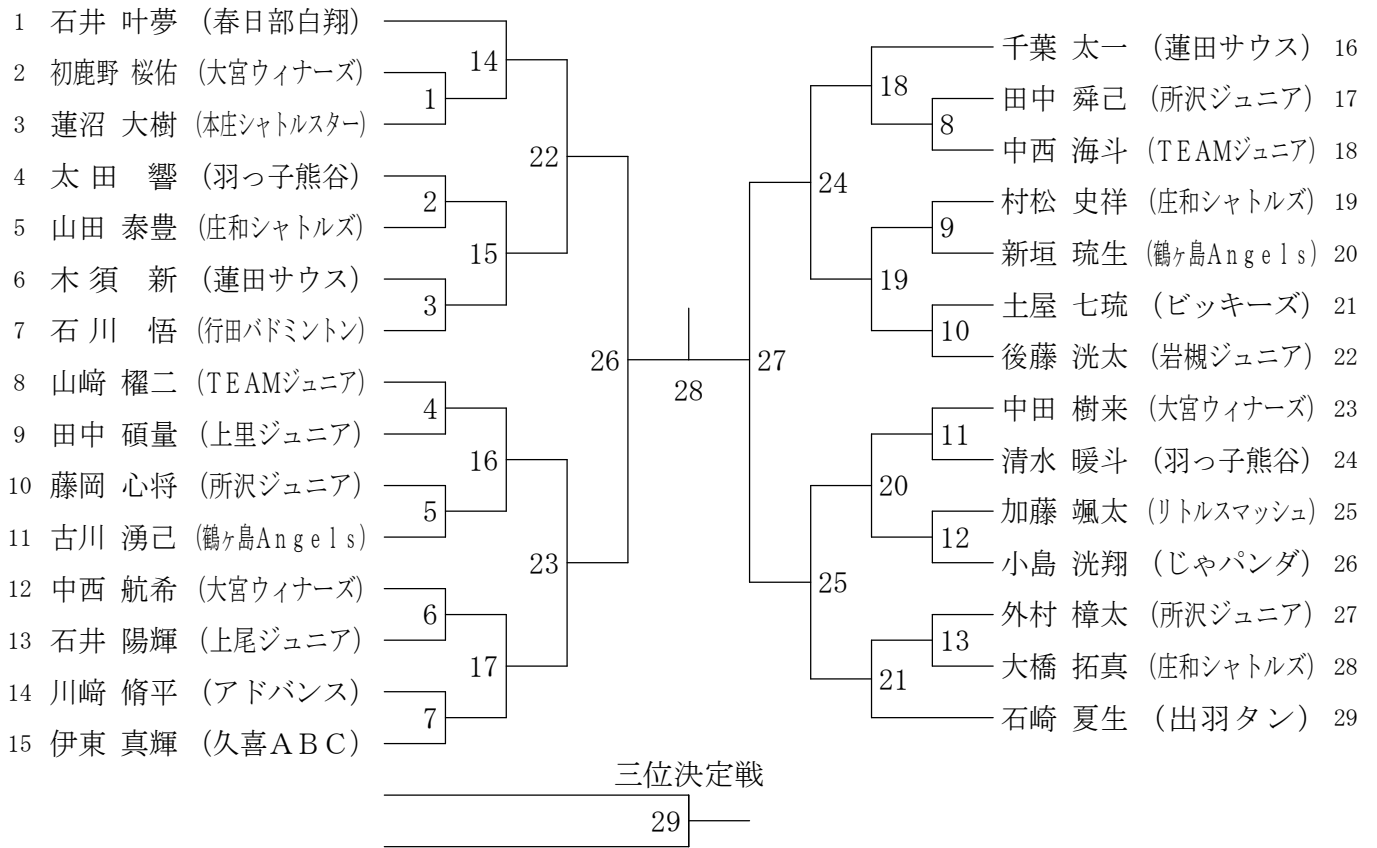 1 石井 叶夢 (春日部白翔)
2 初鹿野 桜佑 (大宮ウィナーズ)
3 蓮沼 大樹 (本庄シャトルスター)
4 太田 響 (羽っ子熊谷)
5 山田 泰豊 (庄和シャトルズ)
6 木須 新 (蓮田サウス)
7 石川 悟 (行田バドミントン)
8 山﨑 櫂二 (TEAMジュニア)
9 田中 碩量 (上里ジュニア)
10 藤岡 心将 (所沢ジュニア)
11 古川 湧己 (鶴ヶ島Angels)
12 中西 航希 (大宮ウィナーズ)
13 石井 陽輝 (上尾ジュニア)
14 川﨑 脩平 (アドバンス)
15 伊東 真輝 (久喜ABC)
14
1
22
2
15
3
26
4
16
5
23
6
17
7
28
千葉 太一 (蓮田サウス) 16
田中 舜己 (所沢ジュニア) 17
中西 海斗 (TEAMジュニア) 18
村松 史祥 (庄和シャトルズ) 19
新垣 琉生 (鶴ヶ島Angels) 20
土屋 七琉 (ビッキーズ) 21
後藤 洸太 (岩槻ジュニア) 22
中田 樹来 (大宮ウィナーズ) 23
清水 暖斗 (羽っ子熊谷) 24
加藤 颯太 (リトルスマッシュ) 25
小島 洸翔 (じゃパンダ) 26
外村 樟太 (所沢ジュニア) 27
大橋 拓真 (庄和シャトルズ) 28
石崎 夏生 (出羽タン) 29
18
8
24
9
19
10
27
11
20
12
25
13
21
三位決定戦
29